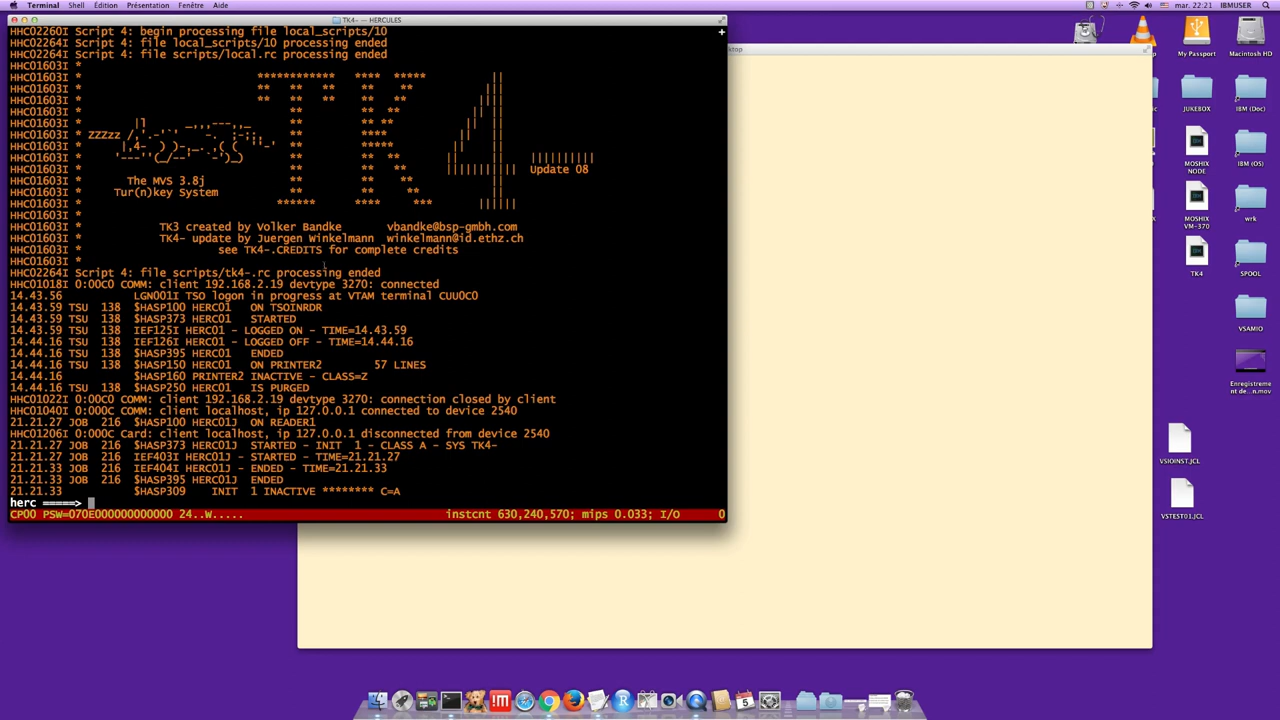 Terminal Shell Édition Présentation Fenêtre Aide mar. 22:21 IBMUSER
TK4- — HERCULES
HHC02260I Script 4: begin processing file local_scripts/10
HHC02260I Script 4: file local_scripts/10 processing ended
HHC02264I Script 4: file scripts/local.rc processing ended
HHC01603I *
HHC01603I * ************ **** ***** ||
HHC01603I * ** ** ** ** ** |||
HHC01603I * ** ** ** ** ** ||||
HHC01603I * ** ** ** || ||
HHC01603I * |l _,,,---,,_ ** ** ** || ||
HHC01603I * ZZZzz /,'.-'`' -. ;-;;, ** **** || ||
HHC01603I * |,4- ) )-,_. ,( ( ''-' ** **** || ||
HHC01603I * '---''(_/--' `-')_) ** ** ** || || ||||||||||
HHC01603I * ** ** ** |||||||||| || Update 08
HHC01603I * The MVS 3.8j ** ** ** ||
HHC01603I * Tur(n)key System ** ** ** ||
HHC01603I * ****** **** *** ||||||
HHC01603I *
HHC01603I * TK3 created by Volker Bandke vbandke@bsp-gmbh.com
HHC01603I * TK4- update by Juergen Winkelmann winkelmann@id.ethz.ch
HHC01603I * see TK4-.CREDITS for complete credits
HHC01603I *
HHC02264I Script 4: file scripts/tk4-.rc processing ended
HHC01018I 0:00C0 COMM: client 192.168.2.19 devtype 3270: connected
14.43.56 LGN001I TSO logon in progress at VTAM terminal CUU0C0
14.43.59 TSU 138 $HASP100 HERC01 ON TSOINRDR
14.43.59 TSU 138 $HASP373 HERC01 STARTED
14.43.59 TSU 138 IEF125I HERC01 - LOGGED ON - TIME=14.43.59
14.44.16 TSU 138 IEF126I HERC01 - LOGGED OFF - TIME=14.44.16
14.44.16 TSU 138 $HASP395 HERC01 ENDED
14.44.16 TSU 138 $HASP150 HERC01 ON PRINTER2 57 LINES
14.44.16 $HASP160 PRINTER2 INACTIVE - CLASS=Z
14.44.16 TSU 138 $HASP250 HERC01 IS PURGED
HHC01022I 0:00C0 COMM: client 192.168.2.19 devtype 3270: connection closed by client
HHC01040I 0:000C COMM: client localhost, ip 127.0.0.1 connected to device 2540
21.21.27 JOB 216 $HASP100 HERC01J ON READER1
HHC01206I 0:000C Card: client localhost, ip 127.0.0.1 disconnected from device 2540
21.21.27 JOB 216 $HASP373 HERC01J STARTED - INIT 1 - CLASS A - SYS TK4-
21.21.27 JOB 216 IEF403I HERC01J - STARTED - TIME=21.21.27
21.21.33 JOB 216 IEF404I HERC01J - ENDED - TIME=21.21.33
21.21.33 JOB 216 $HASP395 HERC01J ENDED
21.21.33 $HASP309 INIT 1 INACTIVE ******** C=A
herc =====>
CP00 PSW=070E000000000000 24..W..... instcnt 630,240,570; mips 0.033; I/O 0
My Passport
Macintosh HD
JUKEBOX
IBM (Doc)
MOSHIX
NODE
IBM (OS)
MOSHIX
VM-370
wrk
TK4
SPOOL
VSAMIO
Enregistrement
de
n.mov
VSIOINST.JCL
VSTEST01.JCL
5